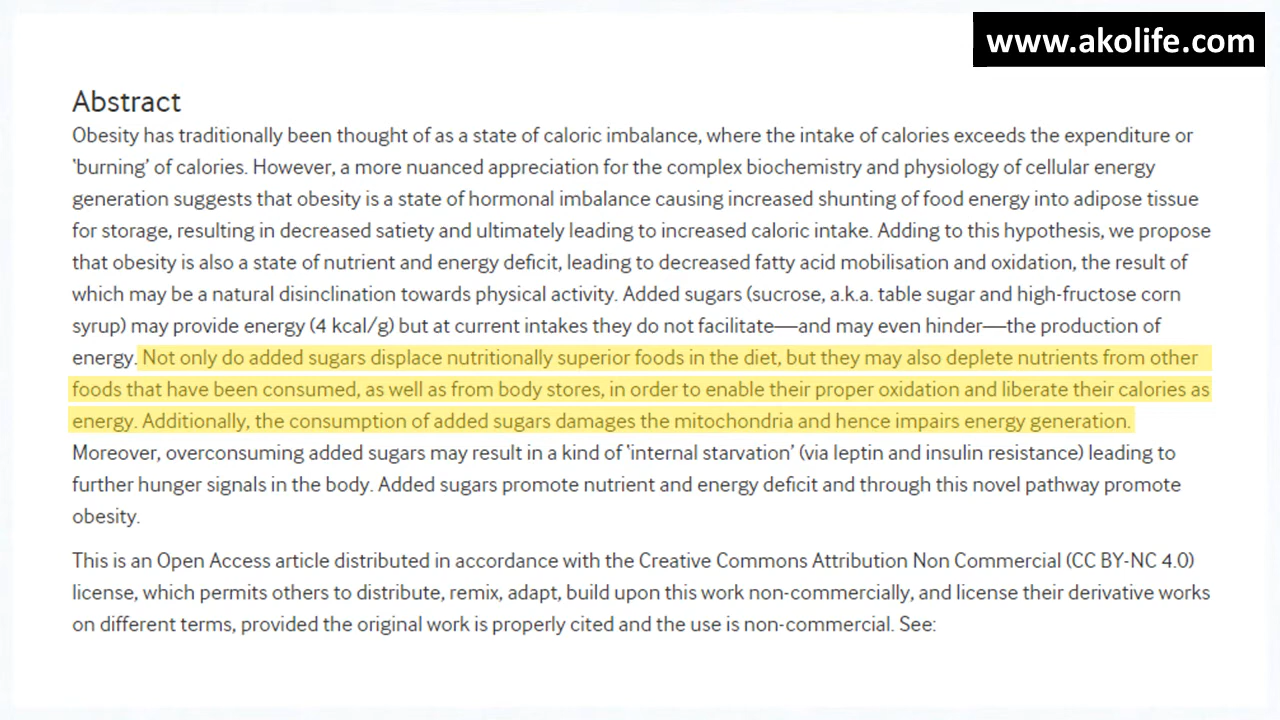 www.akolife.com
Abstract
Obesity has traditionally been thought of as a state of caloric imbalance, where the intake of calories exceeds the expenditure or
‘burning’ of calories. However, a more nuanced appreciation for the complex biochemistry and physiology of cellular energy
generation suggests that obesity is a state of hormonal imbalance causing increased shunting of food energy into adipose tissue
for storage, resulting in decreased satiety and ultimately leading to increased caloric intake. Adding to this hypothesis, we propose
that obesity is also a state of nutrient and energy deficit, leading to decreased fatty acid mobilisation and oxidation, the result of
which may be a natural disinclination towards physical activity. Added sugars (sucrose, a.k.a. table sugar and high-fructose corn
syrup) may provide energy (4 kcal/g) but at current intakes they do not facilitate—and may even hinder—the production of
energy. Not only do added sugars displace nutritionally superior foods in the diet, but they may also deplete nutrients from other
foods that have been consumed, as well as from body stores, in order to enable their proper oxidation and liberate their calories as
energy. Additionally, the consumption of added sugars damages the mitochondria and hence impairs energy generation.
Moreover, overconsuming added sugars may result in a kind of ‘internal starvation’ (via leptin and insulin resistance) leading to
further hunger signals in the body. Added sugars promote nutrient and energy deficit and through this novel pathway promote
obesity.
This is an Open Access article distributed in accordance with the Creative Commons Attribution Non Commercial (CC BY-NC 4.0)
license, which permits others to distribute, remix, adapt, build upon this work non-commercially, and license their derivative works
on different terms, provided the original work is properly cited and the use is non-commercial. See: